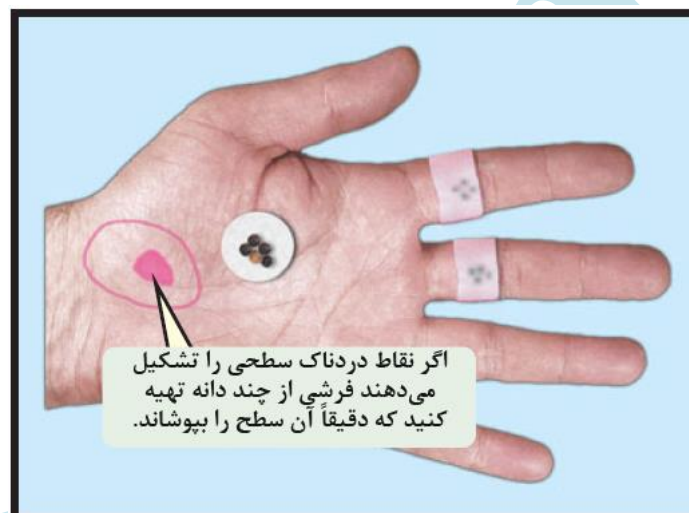 اگر نقاط دردناک سطحی را تشکیل
می‌دهند فرشی از چند دانه تهیه
کنید که دقیقاً آن سطح را بپوشاند.